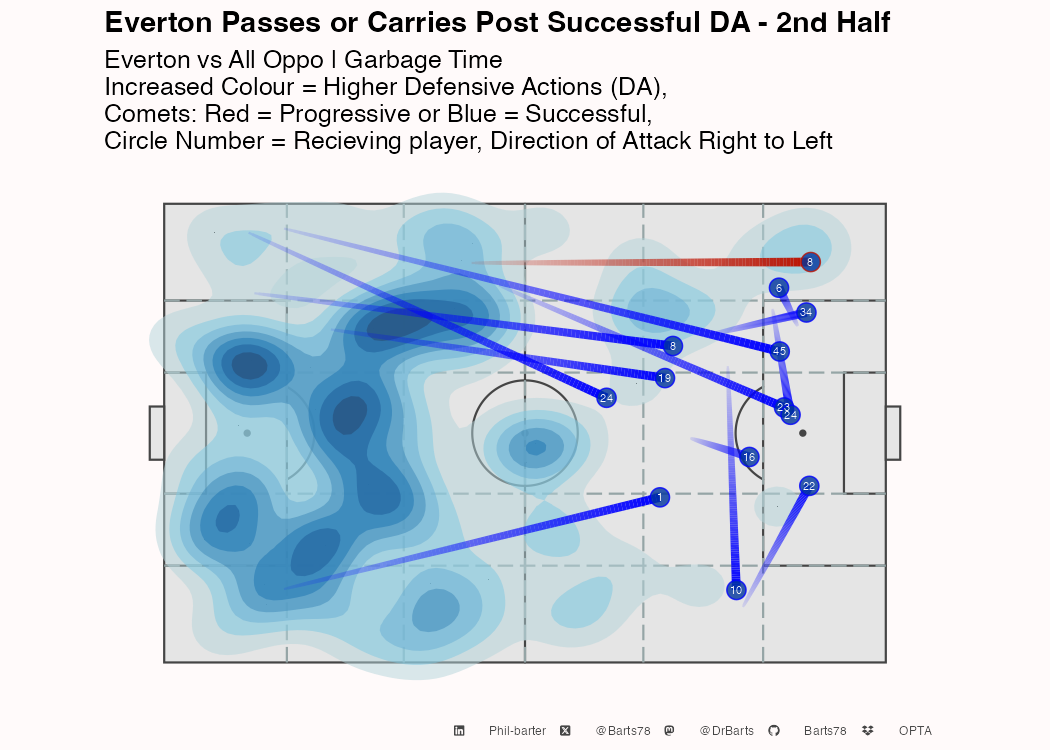 Everton Passes or Carries Post Successful DA - 2nd Half
Everton vs All Oppo | Garbage Time
Increased Colour = Higher Defensive Actions (DA),
Comets: Red = Progressive or Blue = Successful,
Circle Number = Recieving player, Direction of Attack Right to Left
8
6
34
8
45
19
24
23
24
16
22
1
10
Phil-barter @Barts78 @DrBarts Barts78 OPTA